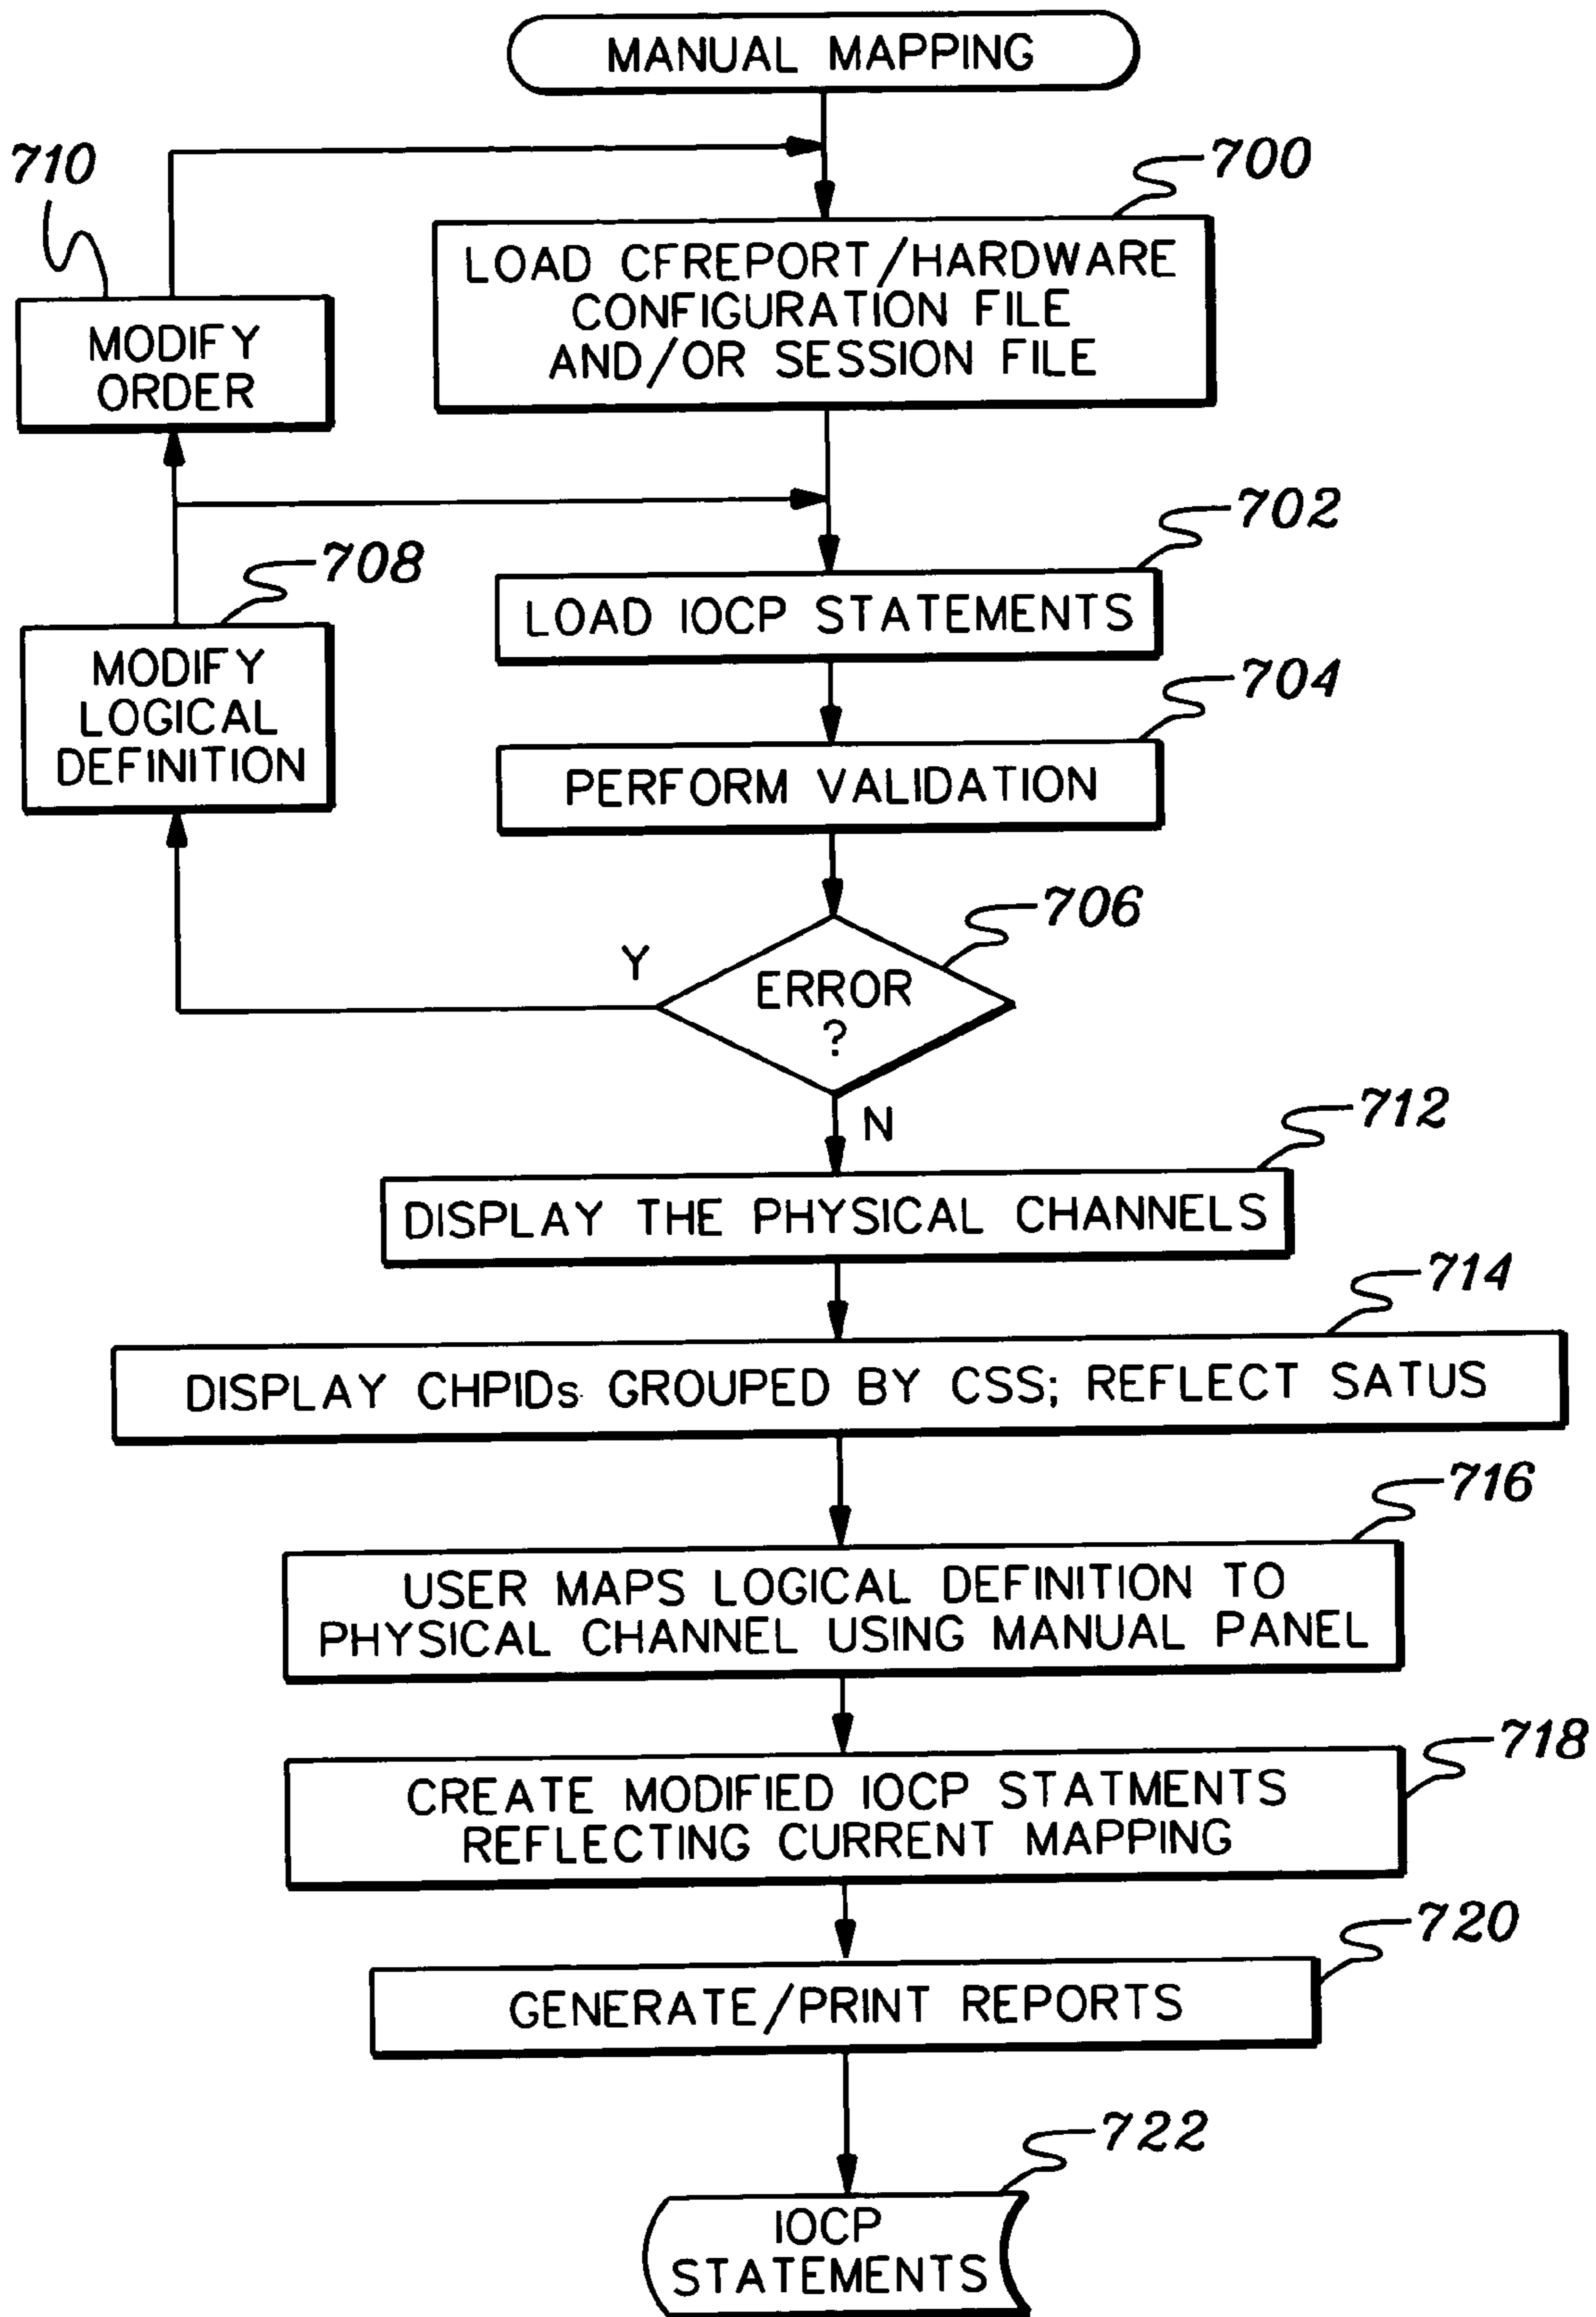 MANUAL MAPPING
710
700
LOAD CFREPORT/HARDWARE
CONFIGURATION FILE
AND/OR SESSION FILE
MODIFY
ORDER
702
708
LOAD IOCP STATEMENTS
MODIFY
LOGICAL
DEFINITION
704
PERFORM VALIDATION
706
Y
ERROR
?
N
712
DISPLAY THE PHYSICAL CHANNELS
714
DISPLAY CHPIDs GROUPED BY CSS; REFLECT SATUS
716
USER MAPS LOGICAL DEFINITION TO
PHYSICAL CHANNEL USING MANUAL PANEL
718
CREATE MODIFIED IOCP STATMENTS
REFLECTING CURRENT MAPPING
720
GENERATE/PRINT REPORTS
722
IOCP
STATEMENTS